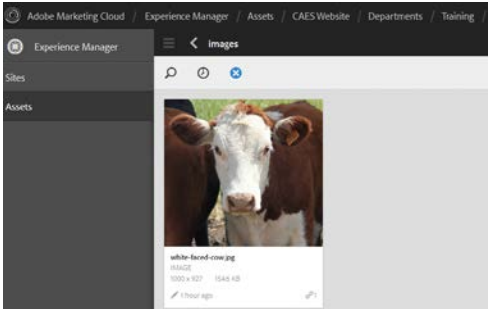 Adobe Marketing Cloud / Experience Manager / Assets / CAES Website / Departments / Training /
Experience Manager
images
Sites
Assets
white-faced-cow.jpg
IMAGE
1000 x 937
1 hour ago